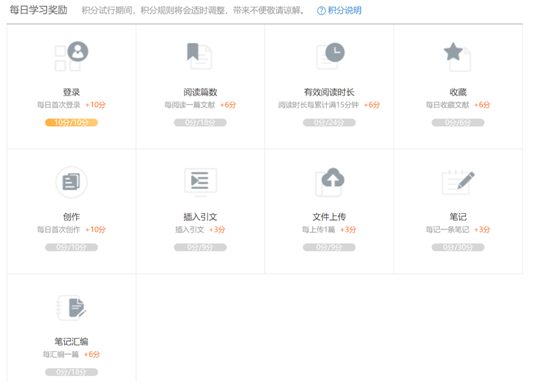 每日学习奖励 积分试行期间，积分规则将会适时调整，带来不便敬请谅解。 ?积分说明
登录 阅读篇数 有效阅读时长 收藏
每日首次登录 +10分 每阅读一篇文献 +6分 阅读时长每累计满15分钟 +6分 每日收藏文献 +6分
10分/10分 0分/18分 0分/24分 0分/6分
创作 插入引文 文件上传 笔记
每日首次创作 +10分 插入引文 +3分 每上传1篇 +3分 每记一条笔记 +3分
0分/10分 0分/9分 0分/9分 0分/30分
笔记汇编
每汇编一篇 +6分
0分/18分